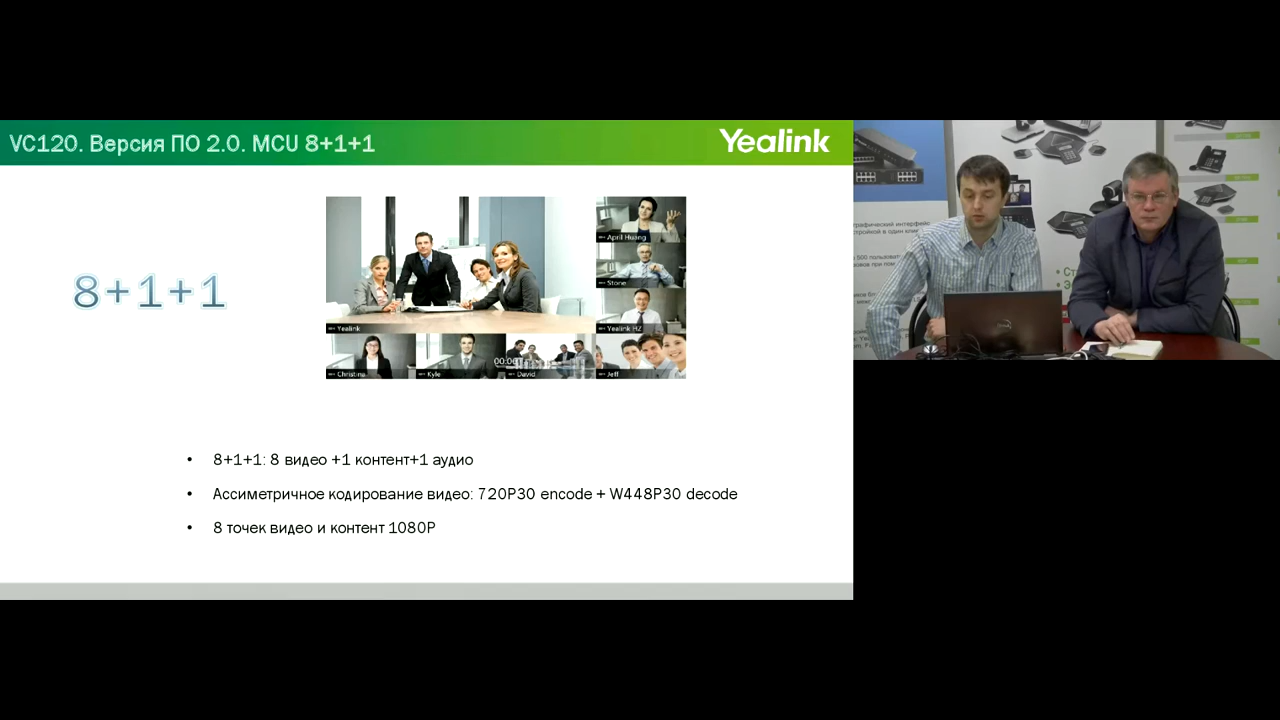 VC120. Версия ПО 2.0. MCU 8+1+1
Yealink
8+1+1
Yealink
April Huang
Stone
Yealink HZ
Christina
Kyle
00:06
David
Jeff
• 8+1+1: 8 видео +1 контент+1 аудио
• Ассиметричное кодирование видео: 720P30 encode + W448P30 decode
• 8 точек видео и контент 1080P